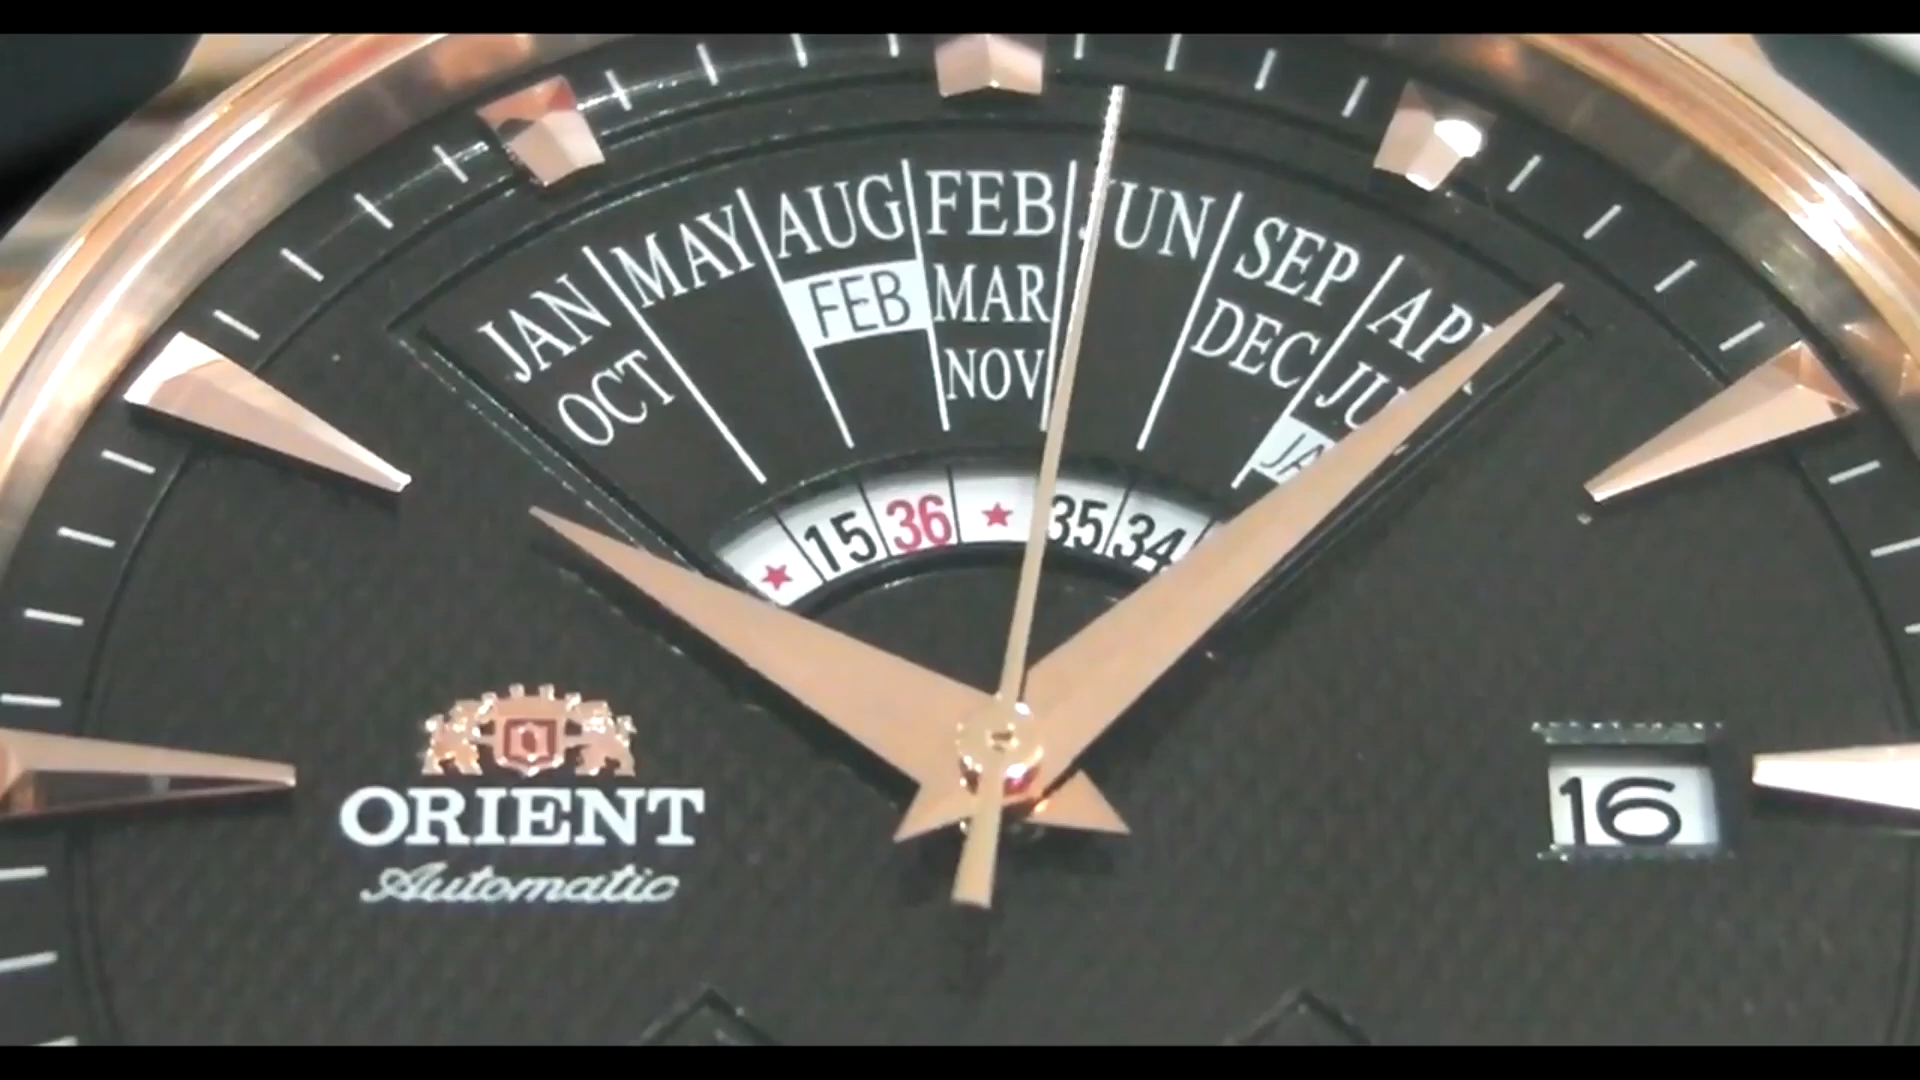 JAN MAY AUG FEB JUN SEP
OCT FEB MAR DEC
NOV
15 36 35 34
ORIENT
Automatic
16